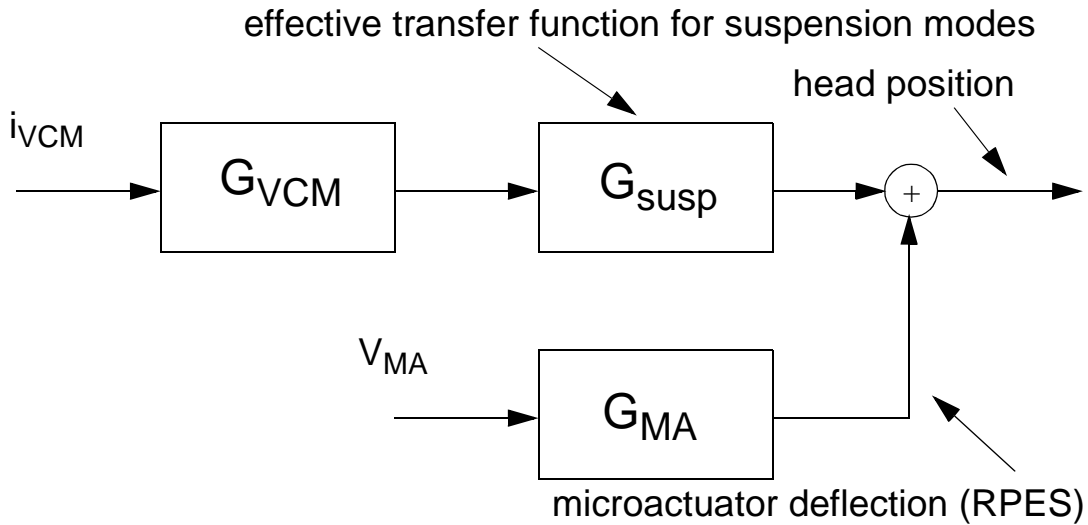 effective transfer function for suspension modes
head position
iVCM
GVCM
Gsusp
+
VMA
GMA
microactuator deflection (RPES)